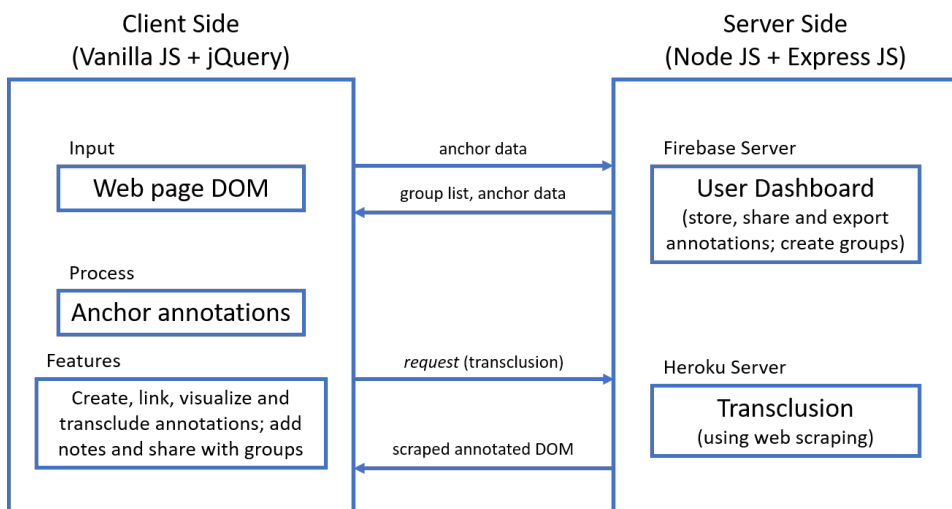 Client Side
(Vanilla JS + jQuery)
Input
Web page DOM
Process
Anchor annotations
Features
Create, link, visualize and
transclude annotations; add
notes and share with groups
anchor data
group list, anchor data
request (transclusion)
scraped annotated DOM
Server Side
(Node JS + Express JS)
Firebase Server
User Dashboard
(store, share and export
annotations; create groups)
Heroku Server
Transclusion
(using web scraping)